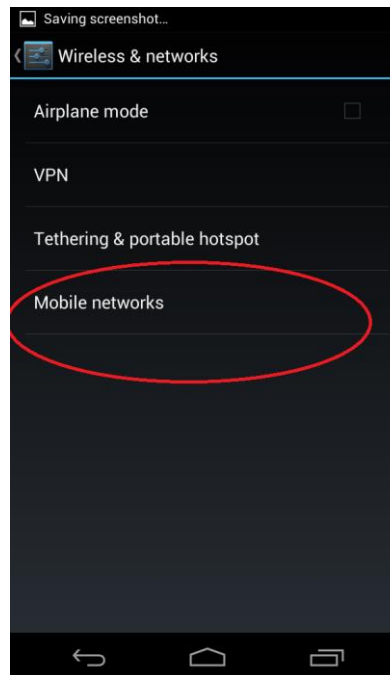 Saving screenshot...
Wireless & networks
Airplane mode
VPN
Tethering & portable hotspot
Mobile networks